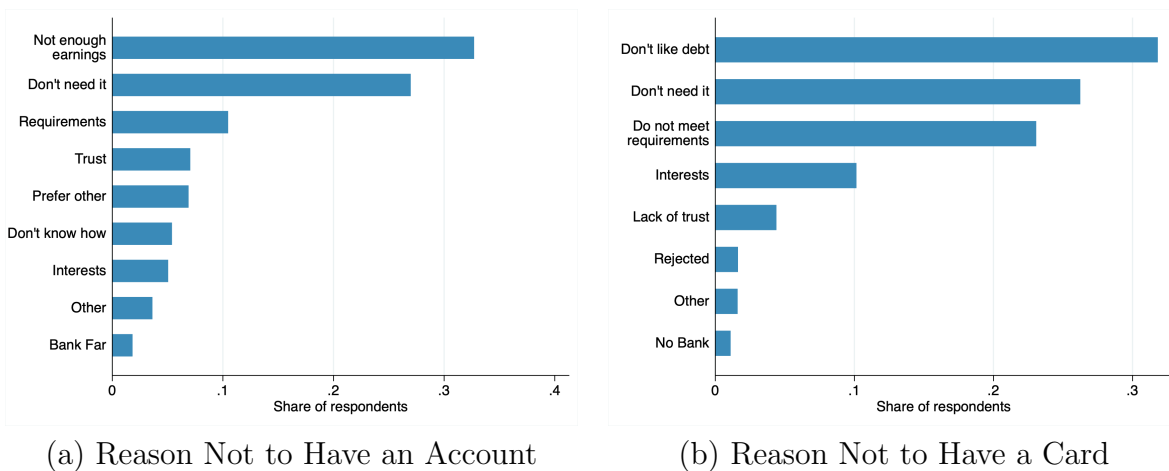 Not enough
earnings
Don't need it
Requirements
Trust
Prefer other
Don't know how
Interests
Other
Bank Far
0 .1 .2 .3 .4
Share of respondents
(a) Reason Not to Have an Account
Don't like debt
Don't need it
Do not meet
requirements
Interests
Lack of trust
Rejected
Other
No Bank
0 .1 .2 .3
Share of respondents
(b) Reason Not to Have a Card